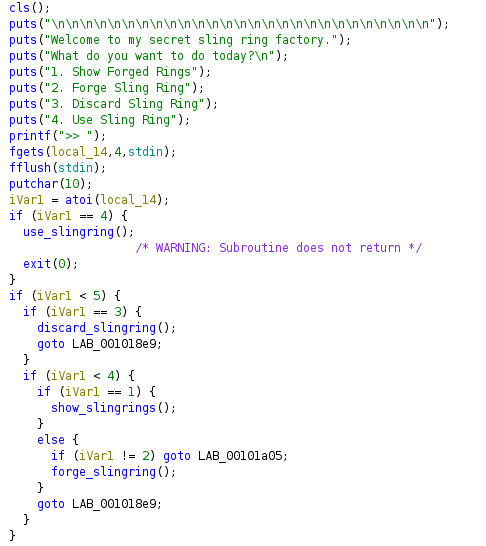 cls();
puts("\n\n\n\n\n\n\n\n\n\n\n\n\n\n\n\n\n\n\n\n\n\n\n\n\n\n\n");
puts("Welcome to my secret sling ring factory.");
puts("What do you want to do today?\n");
puts("1. Show Forged Rings");
puts("2. Forge Sling Ring");
puts("3. Discard Sling Ring");
puts("4. Use Sling Ring");
printf(">> ");
fgets(local_14,4,stdin);
fflush(stdin);
putchar(10);
iVar1 = atoi(local_14);
if (iVar1 == 4) {
  use_slingring();
                    /* WARNING: Subroutine does not return */
  exit(0);
}
if (iVar1 < 5) {
  if (iVar1 == 3) {
    discard_slingring();
    goto LAB_001018e9;
  }
  if (iVar1 < 4) {
    if (iVar1 == 1) {
      show_slingrings();
    }
    else {
      if (iVar1 != 2) goto LAB_00101a05;
      forge_slingring();
    }
    goto LAB_001018e9;
  }
}